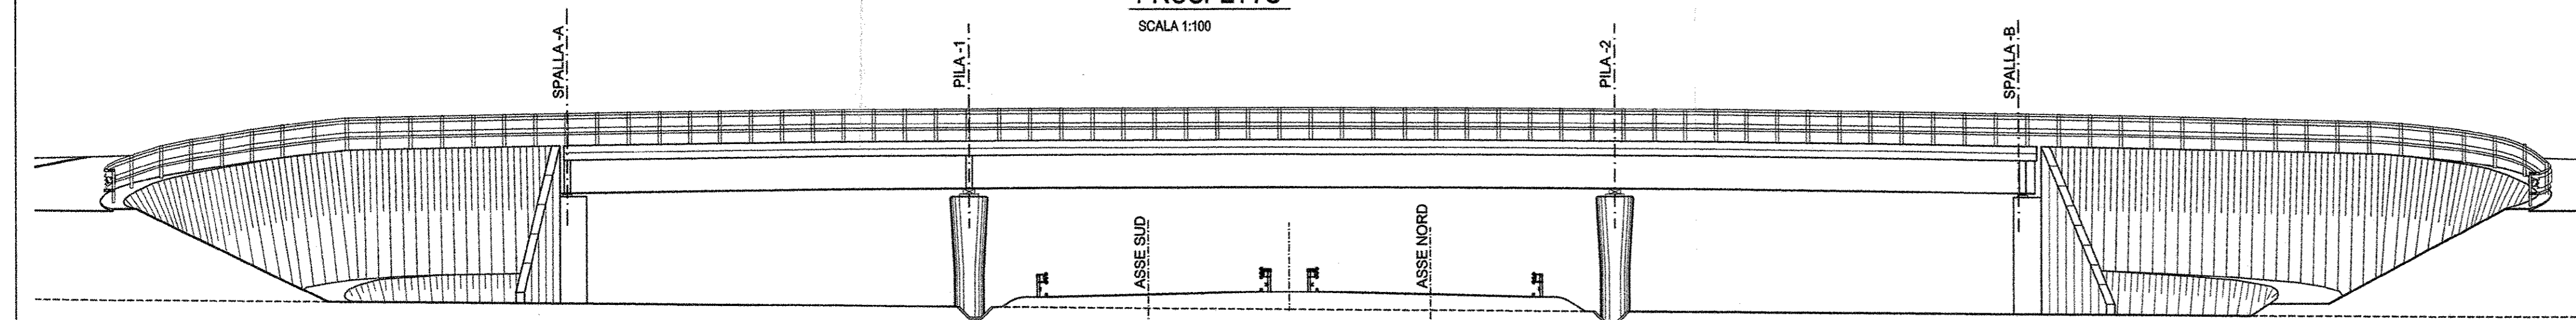 SCALA 1:100
SPALLA -A
PILA -1
PILA -2
SPALLA -B
ASSE SUD
ASSE NORD